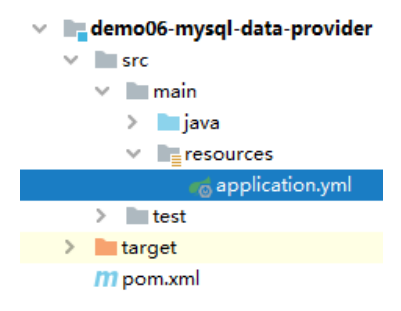 demo06-mysql-data-provider
src
main
java
resources
application.yml
test
target
pom.xml